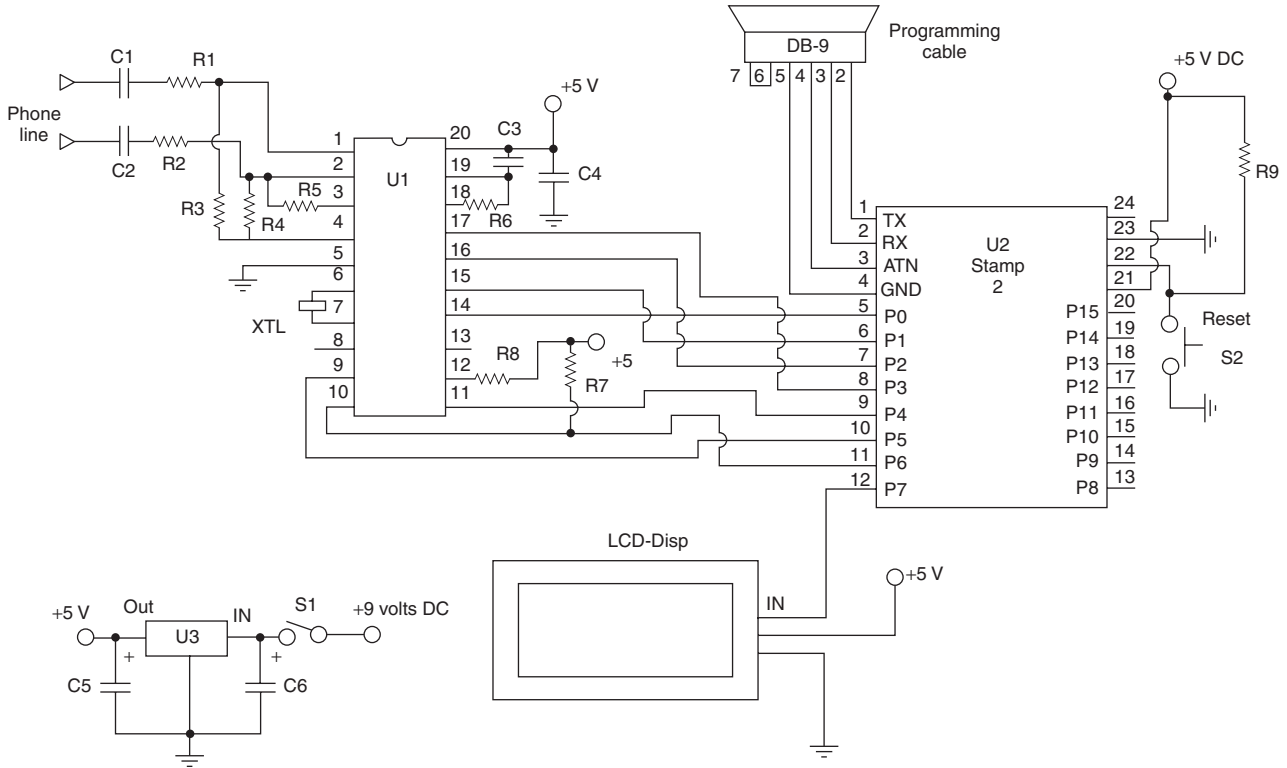 C1
R1
Phone
line
C2
R2
R3
R4
R5
U1
1
2
3
4
5
6
7
8
9
10
20
19
18
17
16
15
14
13
12
11
XTL
C3
+5 V
C4
R6
R8
R7
+5
DB-9
Programming
cable
7 6 5 4 3 2
+5 V DC
R9
U2
Stamp
2
1 TX
2 RX
3 ATN
4 GND
5 P0
6 P1
7 P2
8 P3
9 P4
10 P5
11 P6
12 P7
24
23
22
21
P15 20
P14 19
P13 18
P12 17
P11 16
P10 15
P9 14
P8 13
Reset
S2
LCD-Disp
IN
+5 V
+5 V
Out
U3
IN
S1
+9 volts DC
+
+
C5
C6